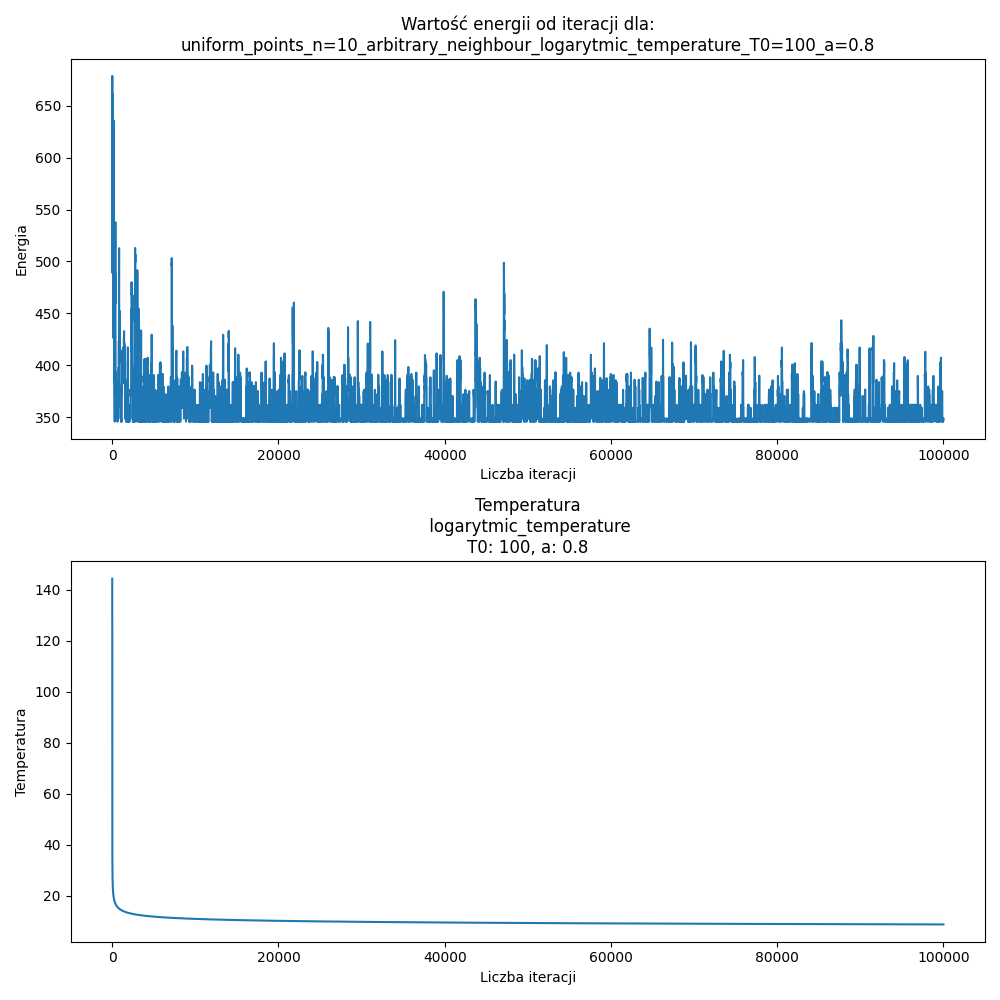 Wartość energii od iteracji dla:
uniform_points_n=10_arbitrary_neighbour_logarytmic_temperature_T0=100_a=0.8
650
600
550
500
450
400
350
Energia
0 20000 40000 60000 80000 100000
Liczba iteracji
Temperatura
logarytmic_temperature
T0: 100, a: 0.8
140
120
100
80
60
40
20
Temperatura
0 20000 40000 60000 80000 100000
Liczba iteracji